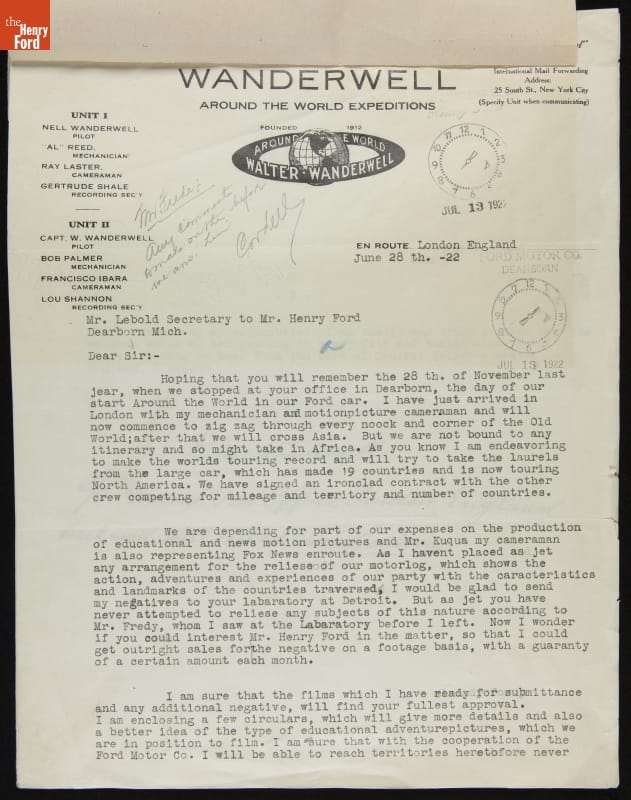 the
Henry
Ford
WANDERWELL
AROUND THE WORLD EXPEDITIONS
International Mail Forwarding
Address:
25 South St., New York City
(Specify Unit when communicating)
UNIT I
NELL WANDERWELL
PILOT
"AL" REED,
MECHANICIAN
RAY LASTER,
CAMERAMAN
GERTRUDE SHALE
RECORDING SEC'Y
UNIT II
CAPT. W. WANDERWELL
PILOT
BOB PALMER
MECHANICIAN
FRANCISCO IBARA
CAMERAMAN
LOU SHANNON
RECORDING SEC'Y
FOUNDED 1912
AROUND THE WORLD
WALTER WANDERWELL
12
JUL 13 192
Mr Frede:
Any comment
to make on this before
we ans.
EN ROUTE London England
June 28 th. -22
FORD MOTOR CO.
DEARBORN
12
JUL 13 1922
Mr. Lebold Secretary to Mr. Henry Ford
Dearborn Mich.
Dear Sir:-
Hoping that you will remember the 28 th. of November last
jear, when we stopped at your office in Dearborn, the day of our
start Around the World in our Ford car. I have just arrived in
London with my mechanician and motionpicture cameraman and will
now commence to zig zag through every noock and corner of the Old
World;after that we will cross Asia. But we are not bound to any
itinerary and so might take in Africa. As you know I am endeavoring
to make the worlds touring record and will try to take the laurels
from the large car, which has made 19 countries and is now touring
North America. We have signed an ironclad contract with the other
crew competing for mileage and territory and number of countries.
We are depending for part of our expenses on the production
of educational and news motion pictures and Mr. Kuqua my cameraman
is also representing Fox News enroute. As I havent placed as jet
any arrangement for the reliese of our motorlog, which shows the
action, adventures and experiences of our party with the caracteristics
and landmarks of the countries traversed, I would be glad to send
my negatives to your labaratory at Detroit. But as jet you have
never attempted to reliese any subjects of this nature according to
Mr. Fredy, whom I saw at the Labaratory before I left. Now I wonder
if you could interest Mr. Henry Ford in the matter, so that I could
get outright sales forthe negative on a footage basis, with a guaranty
of a certain amount each month.
I am sure that the films which I have ready for submittance
and any additional negative, will find your fullest approval.
I am enclosing a few circulars, which will give more details and also
a better idea of the type of educational adventurepictures, which we
are in position to film. I am sure that with the cooperation of the
Ford Motor Co. I will be able to reach territories heretofore never